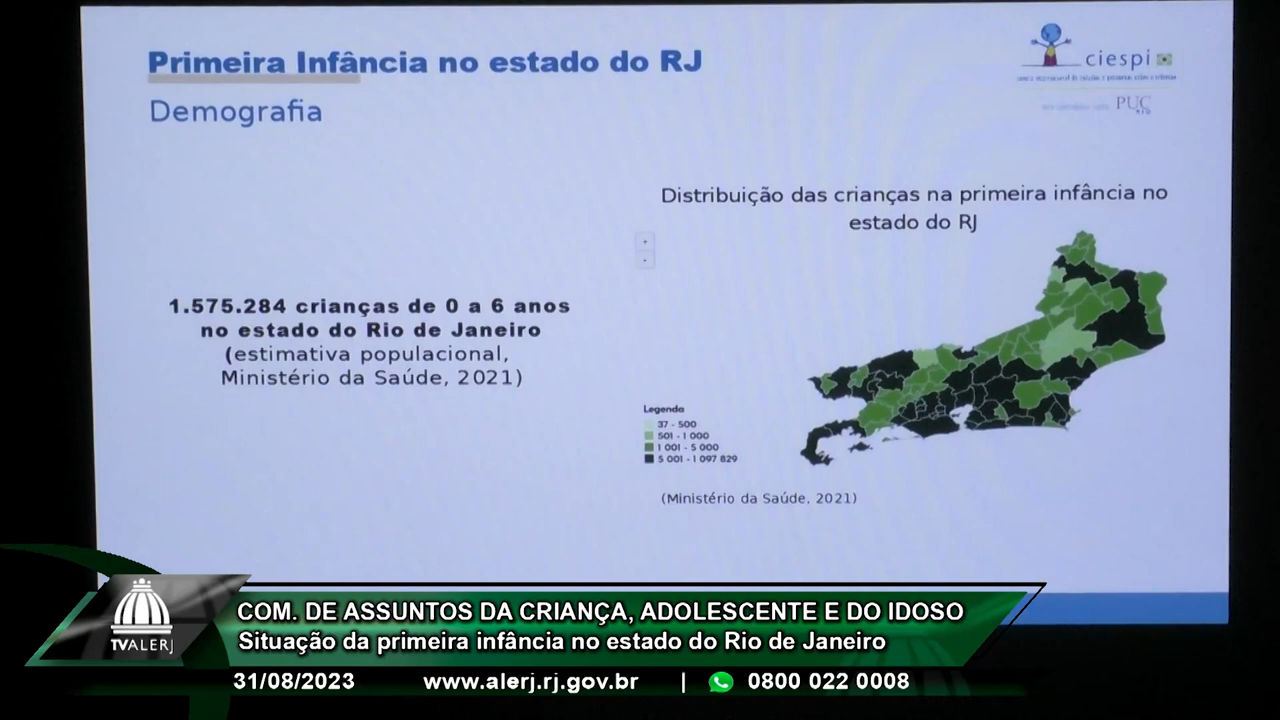 Primeira Infância no estado do RJ
Demografia
ciespi
PUC
RIO
Distribuição das crianças na primeira infância no
estado do RJ
+
-
1.575.284 crianças de 0 a 6 anos
no estado do Rio de Janeiro
(estimativa populacional,
Ministério da Saúde, 2021)
Legenda
37 - 500
501 - 1 000
1 001 - 5 000
5 001 - 1 097 829
(Ministério da Saúde, 2021)
TVALERJ
COM. DE ASSUNTOS DA CRIANÇA, ADOLESCENTE E DO IDOSO
Situação da primeira infância no estado do Rio de Janeiro
31/08/2023 www.alerj.rj.gov.br | 0800 022 0008